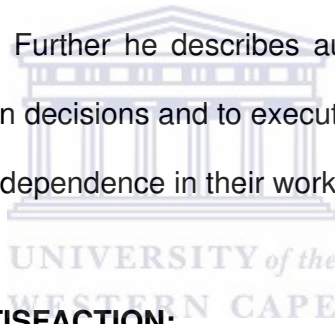 Further he describes au
n decisions and to execut
dependence in their work
UNIVERSITY of the
WESTERN CAPE
TISFACTION: